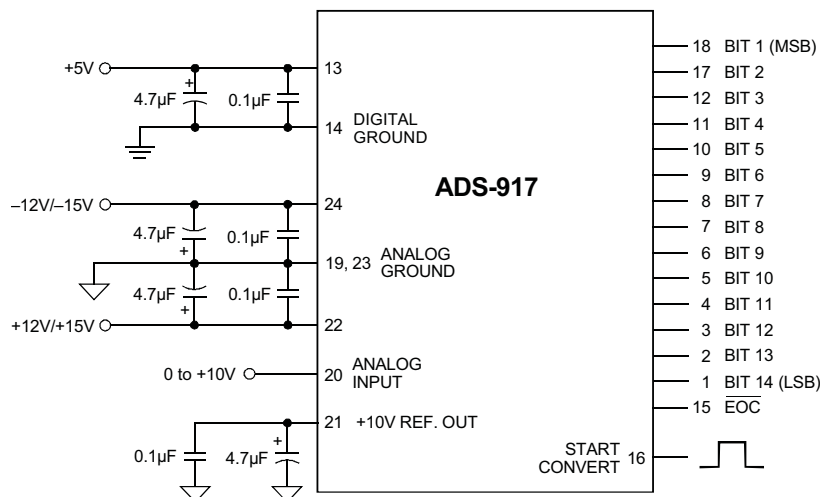 18 BIT 1 (MSB)
+5V
13
17 BIT 2
+
4.7µF
0.1µF
12 BIT 3
14 DIGITAL
GROUND
11 BIT 4
10 BIT 5
ADS-917
9 BIT 6
–12V/–15V
24
8 BIT 7
4.7µF
0.1µF
7 BIT 8
+
19, 23 ANALOG
GROUND
6 BIT 9
4.7µF
0.1µF
5 BIT 10
+
4 BIT 11
+12V/+15V
22
3 BIT 12
2 BIT 13
0 to +10V
20 ANALOG
INPUT
1 BIT 14 (LSB)
15 EOC
21 +10V REF. OUT
+
0.1µF
4.7µF
START
CONVERT 16